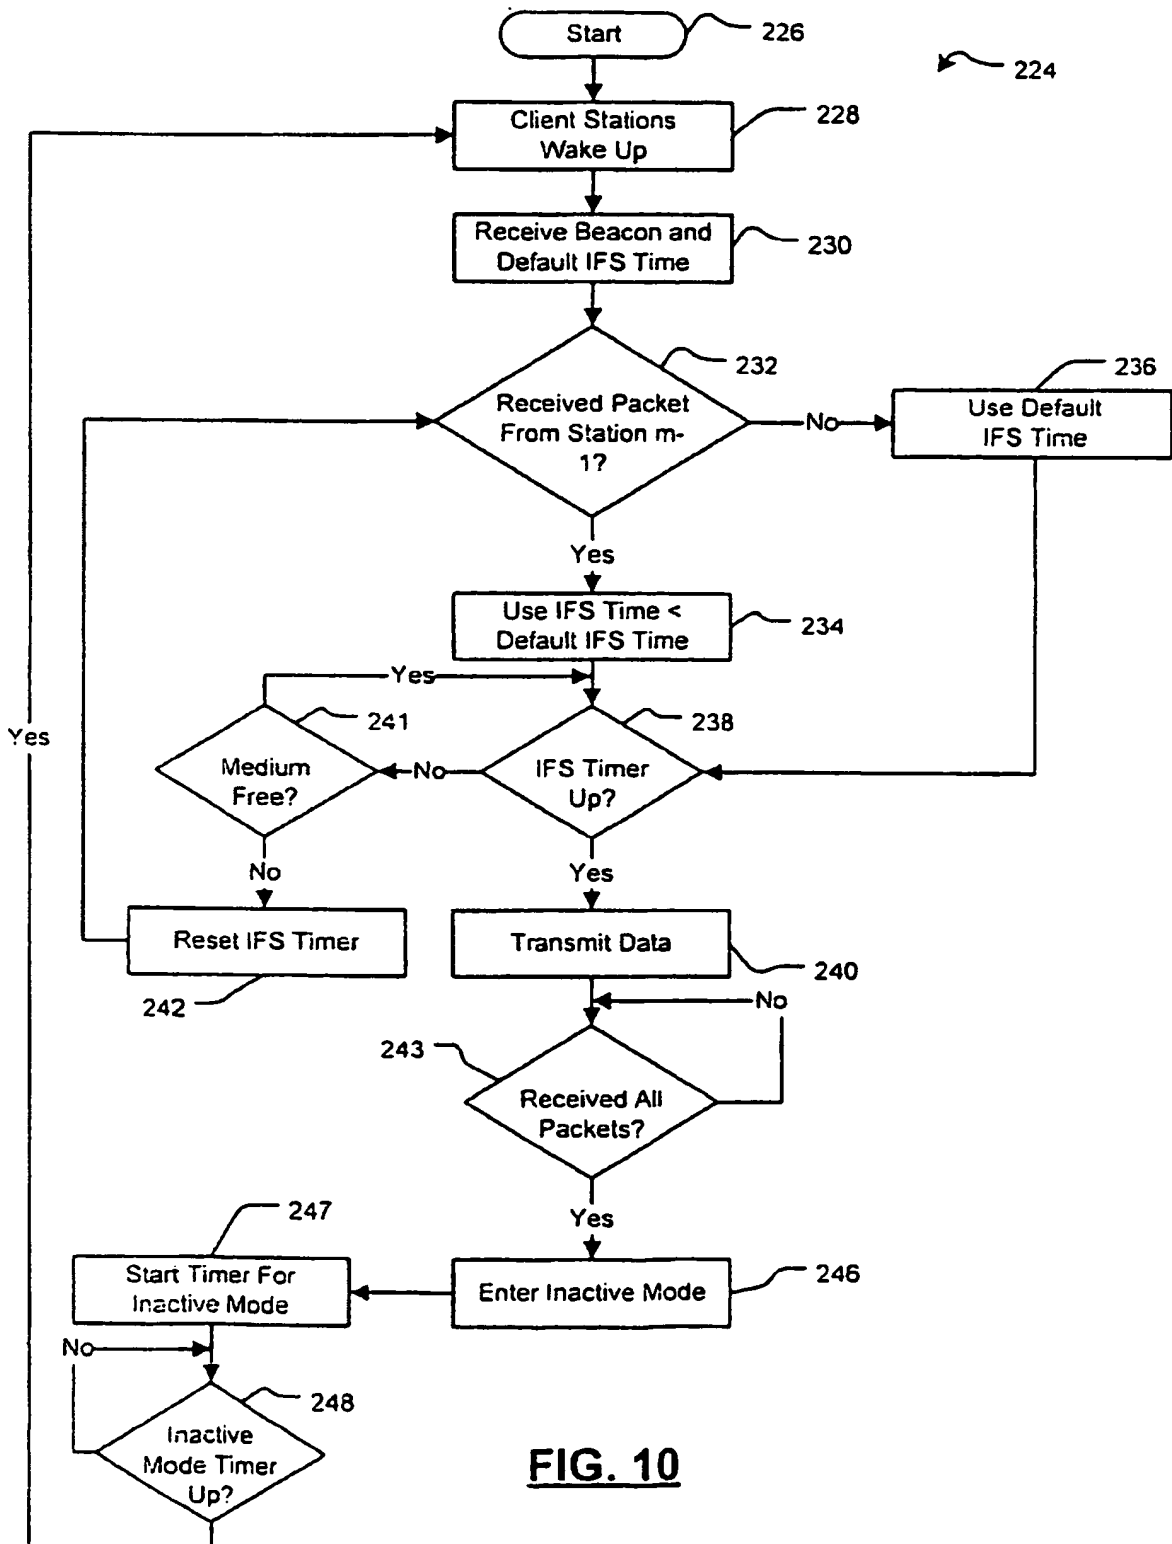 Start
226
224
Client Stations
Wake Up
228
Receive Beacon and
Default IFS Time
230
232
Received Packet
From Station m-
1?
No
236
Use Default
IFS Time
Yes
Use IFS Time <
Default IFS Time
234
Yes
241
238
Yes
Medium
Free?
No
IFS Timer
Up?
No
Yes
Reset IFS Timer
242
Transmit Data
240
No
243
Received All
Packets?
Yes
247
Start Timer For
Inactive Mode
Enter Inactive Mode
246
No
248
Inactive
Mode Timer
Up?
FIG. 10